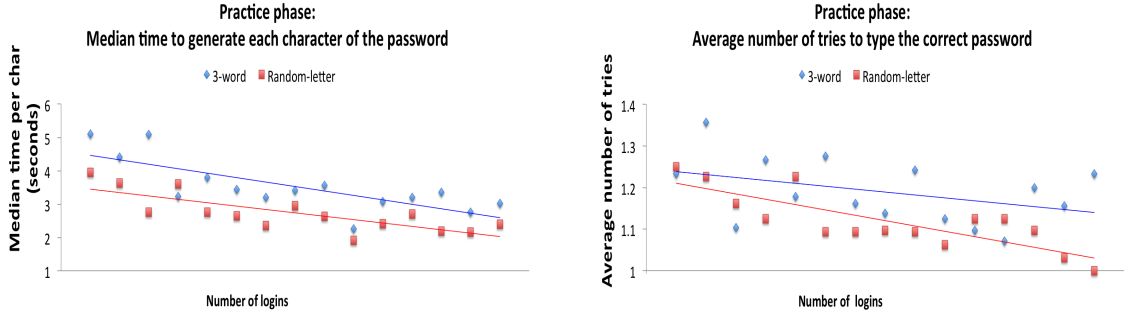 Practice phase:
Median time to generate each character of the password
3-word
Random-letter
Median time per char
(seconds)
6
5
4
3
2
1
Number of logins
Practice phase:
Average number of tries to type the correct password
3-word
Random-letter
Average number of tries
1.4
1.3
1.2
1.1
1
Number of logins